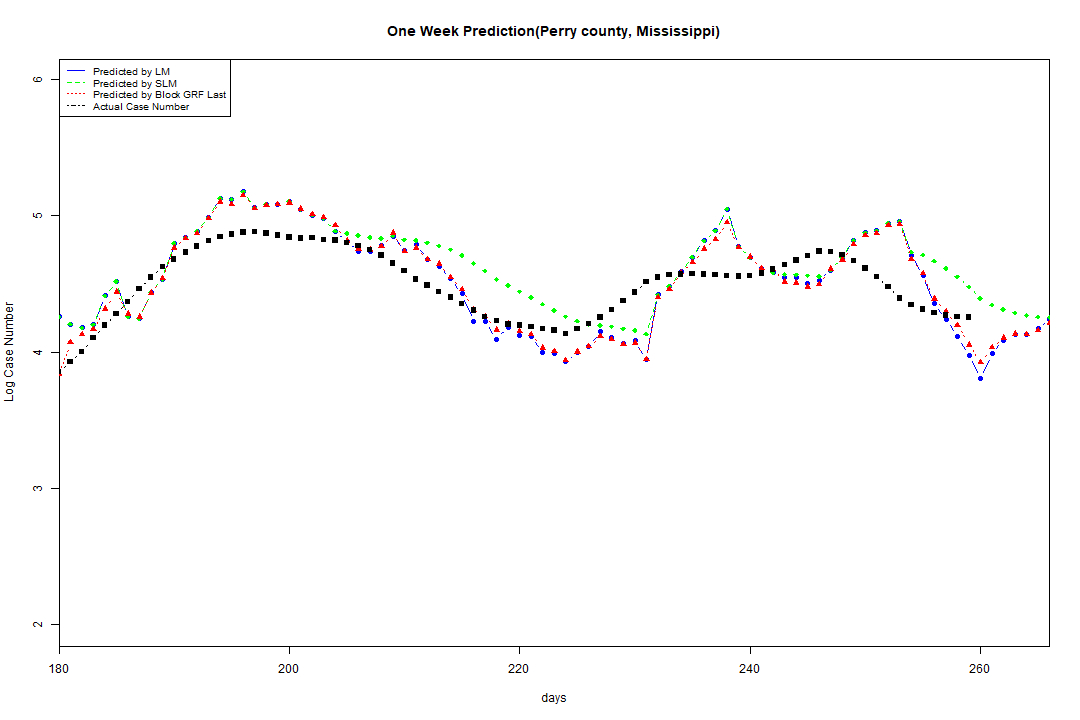 One Week Prediction(Perry county, Mississippi)
Predicted by LM
Predicted by SLM
Predicted by Block GRF Last
Actual Case Number
6
5
4
3
2
Log Case Number
180 200 220 240 260
days